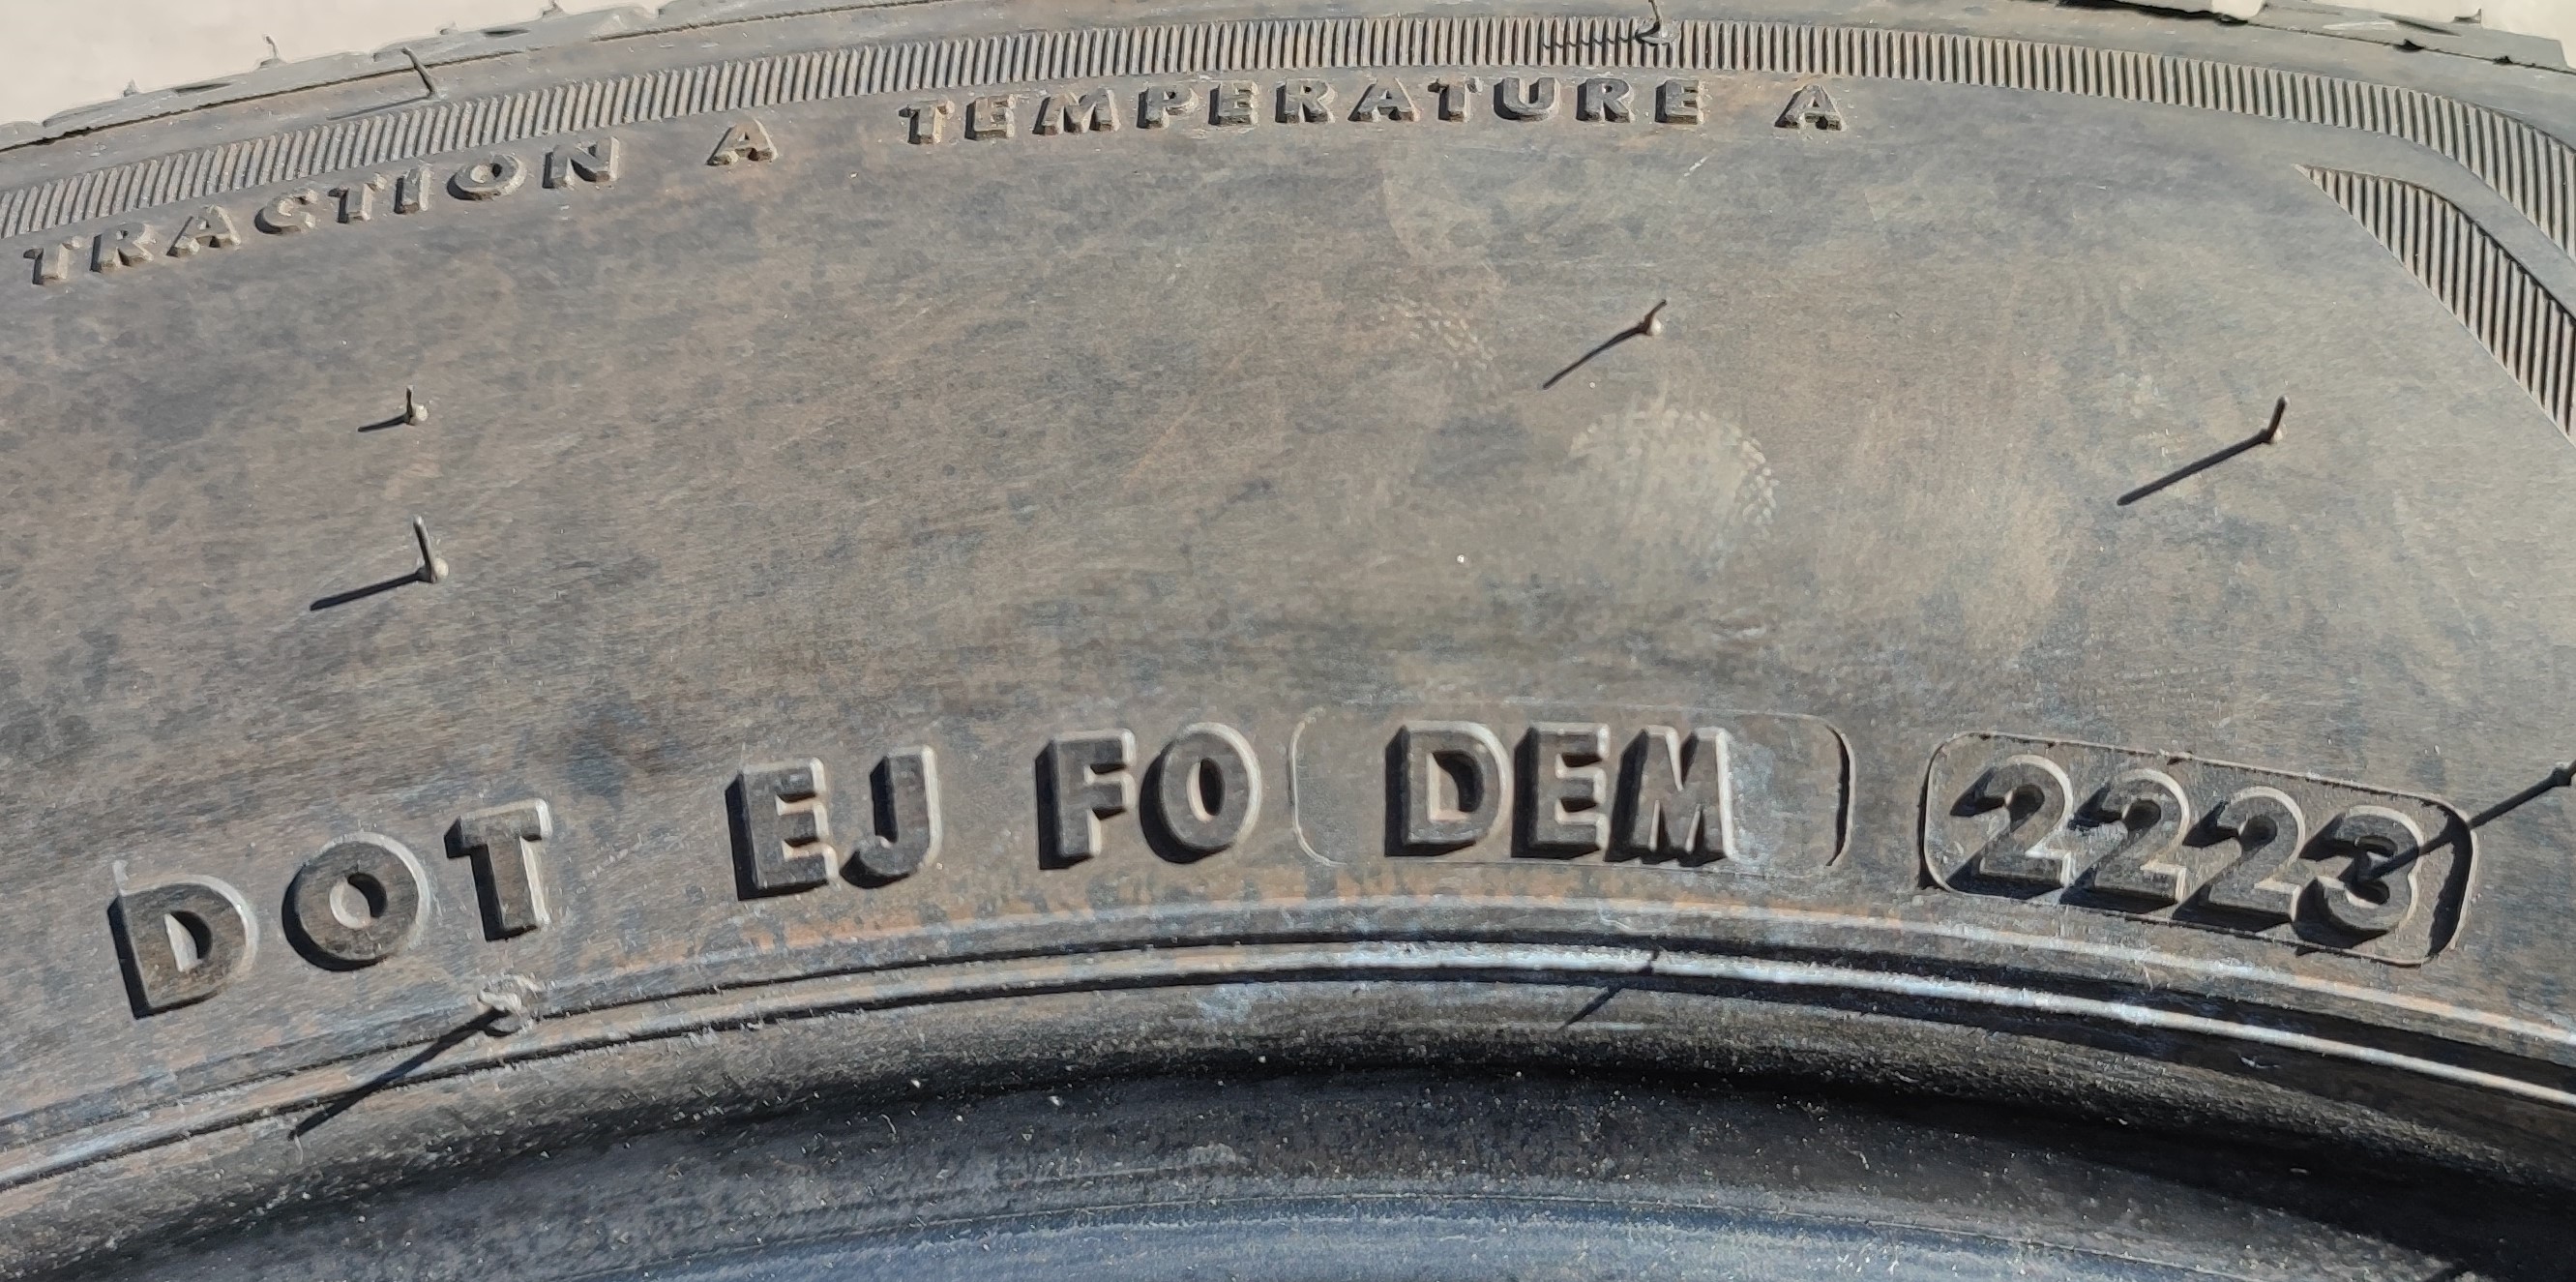 TRACTION A TEMPERATURE A
DOT EJ FO DEM 2223